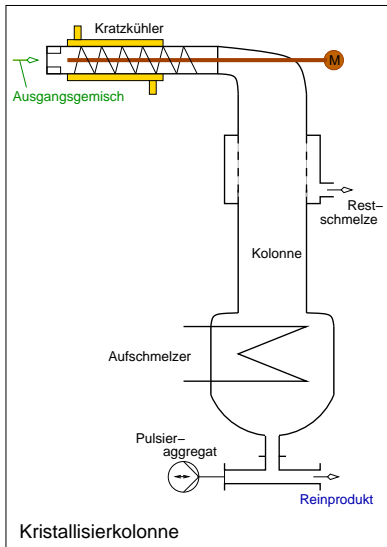 Kratzkühler
M
Ausgangsgemisch
Rest–
schmelze
Kolonne
Aufschmelzer
Pulsier–
aggregat
Reinprodukt
Kristallisierkolonne